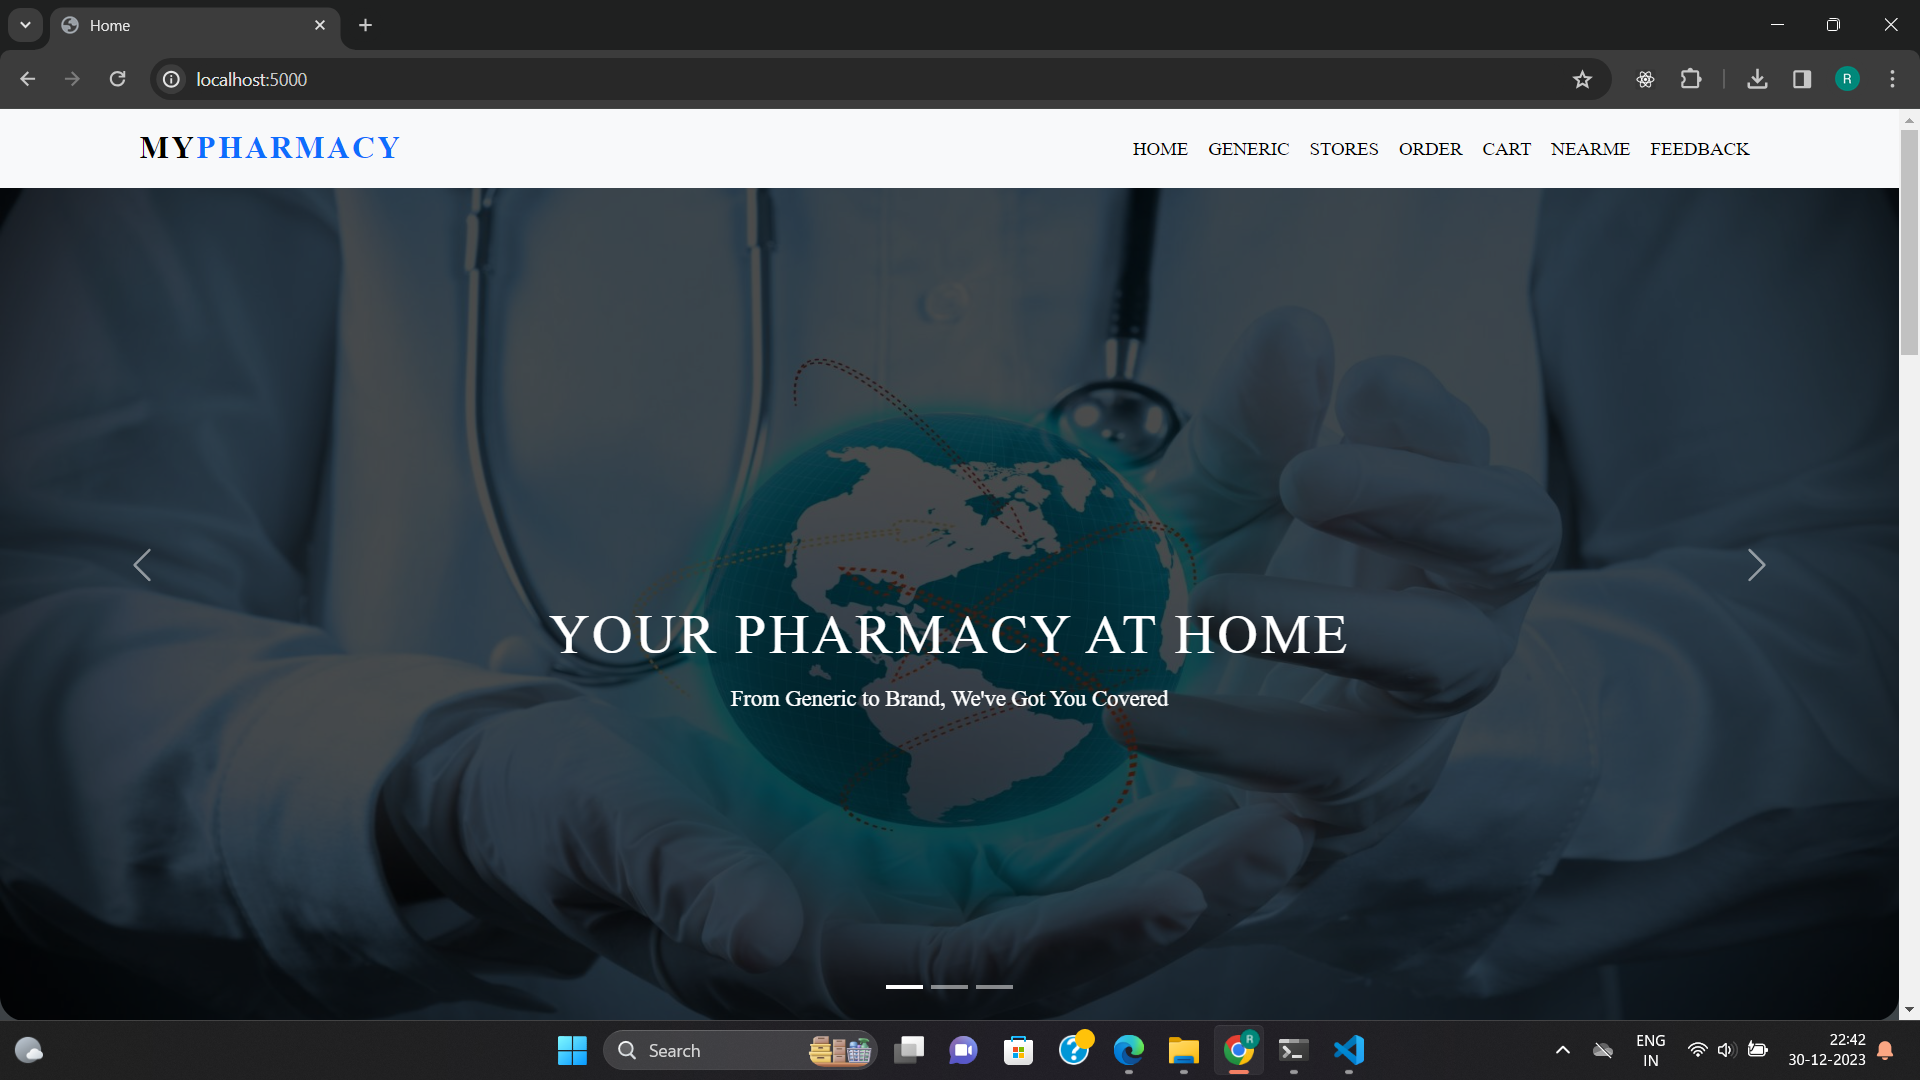 Home
localhost:5000
R
MYPHARMACY
HOME GENERIC STORES ORDER CART NEARME FEEDBACK
YOUR PHARMACY AT HOME
From Generic to Brand, We've Got You Covered
Search
R
ENG
IN
22:42
30-12-2023